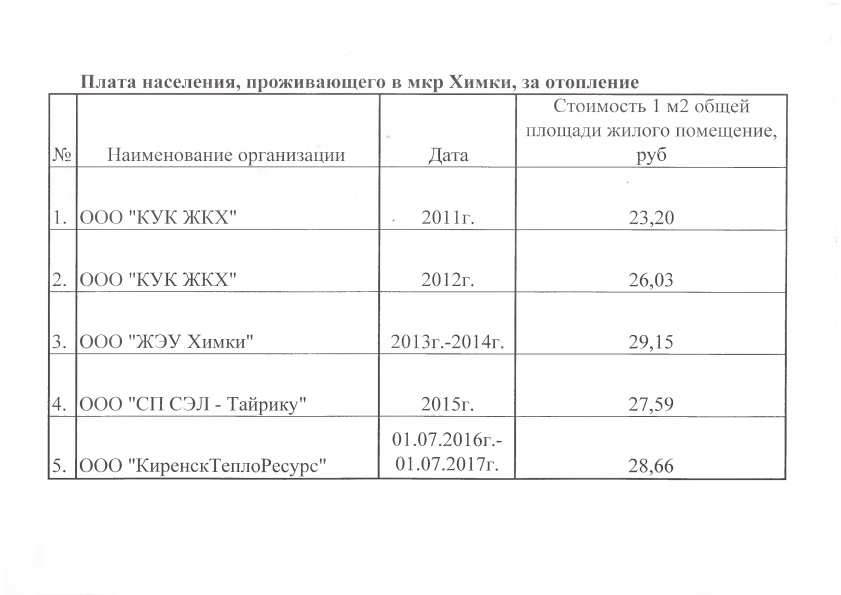 Плата населения, проживающего в мкр Химки, за отопление
№ Наименование организации Дата Стоимость 1 м2 общей площади жилого помещение, руб
1. ООО "КУК ЖКХ" 2011г. 23,20
2. ООО "КУК ЖКХ" 2012г. 26,03
3. ООО "ЖЭУ Химки" 2013г.-2014г. 29,15
4. ООО "СП СЭЛ - Тайрику" 2015г. 27,59
5. ООО "КиренскТеплоРесурс" 01.07.2016г.-01.07.2017г. 28,66